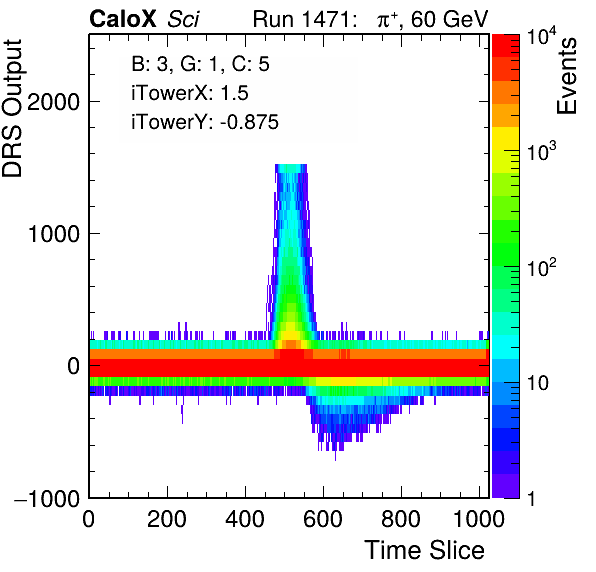 CaloX Sci Run 1471: π⁺, 60 GeV
B: 3, G: 1, C: 5
iTowerX: 1.5
iTowerY: -0.875
DRS Output
2000
1000
0
−1000
0 200 400 600 800 1000
Time Slice
Events
10⁴
10³
10²
10
1